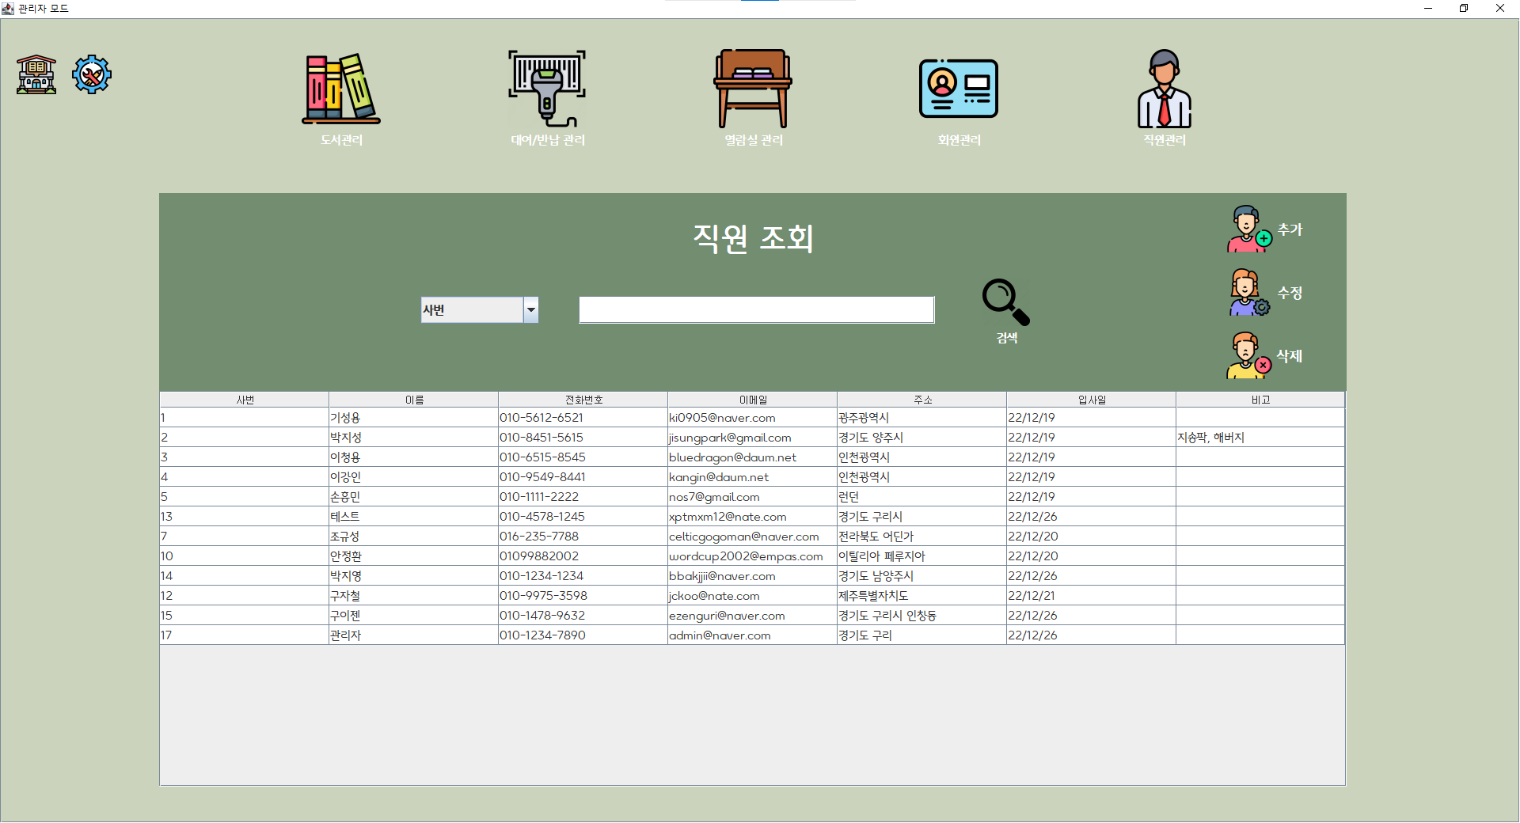 관리자 모드
도서관리 대여/반납 관리 열람실 관리 회원관리 직원관리
직원 조회
추가
수정
삭제
사번
검색
사번 이름 전화번호 이메일 주소 입사일 비고
1 기성용 010-5612-6521 ki0905@naver.com 광주광역시 22/12/19
2 박지성 010-8451-5615 jisungpark@gmail.com 경기도 양주시 22/12/19 지송팍, 해버지
3 이청용 010-6515-8545 bluedragon@daum.net 인천광역시 22/12/19
4 이강인 010-9549-8441 kangin@daum.net 인천광역시 22/12/19
5 손흥민 010-1111-2222 nos7@gmail.com 런던 22/12/19
13 테스트 010-4578-1245 xptmxm12@nate.com 경기도 구리시 22/12/26
7 조규성 016-235-7788 celticgogoman@naver.com 전라북도 어딘가 22/12/20
10 안정환 01099882002 wordcup2002@empas.com 이탈리아 페루지아 22/12/20
14 박지영 010-1234-1234 bbakjjii@naver.com 경기도 남양주시 22/12/26
12 구자철 010-9975-3598 jckoo@nate.com 제주특별자치도 22/12/21
15 구이젠 010-1478-9632 ezenguri@naver.com 경기도 구리시 인창동 22/12/26
17 관리자 010-1234-7890 admin@naver.com 경기도 구리 22/12/26